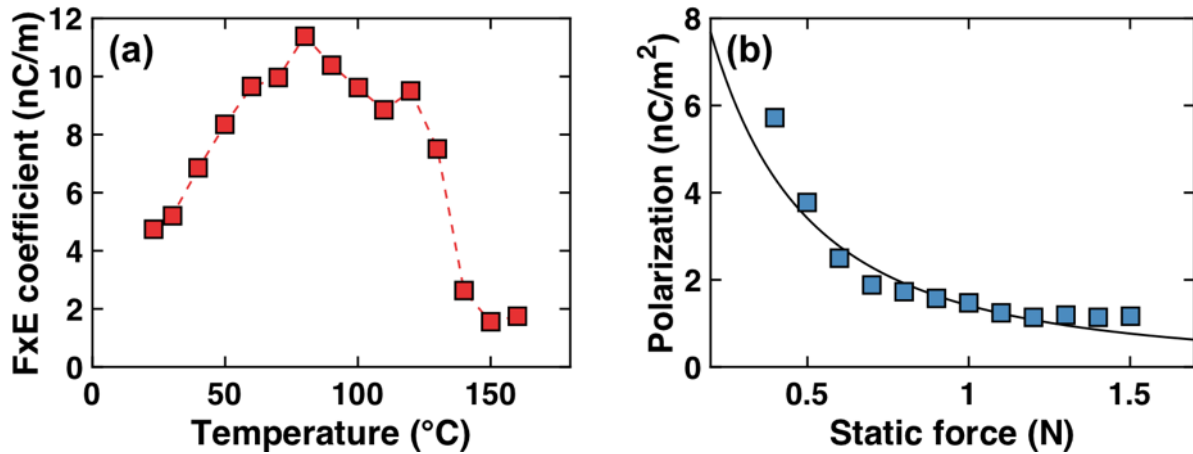 (a)
FxE coefficient (nC/m)
12
10
8
6
4
2
0
0 50 100 150
Temperature (°C)
(b)
Polarization (nC/m²)
8
6
4
2
0
0.5 1 1.5
Static force (N)